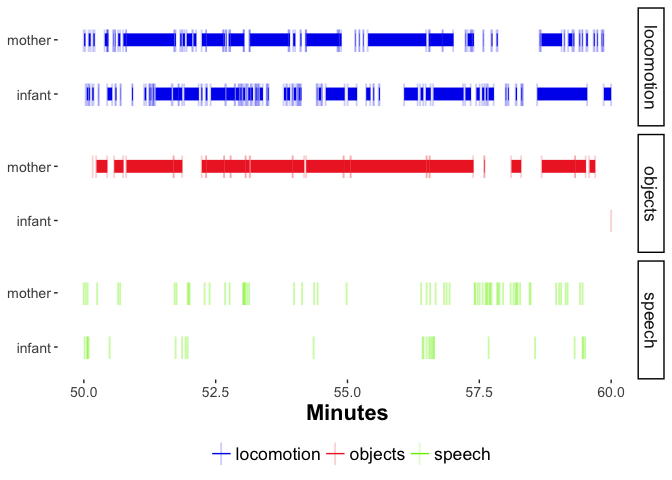 mother
infant
locomotion
mother
infant
objects
mother
infant
speech
50.0 52.5 55.0 57.5 60.0
Minutes
locomotion objects speech